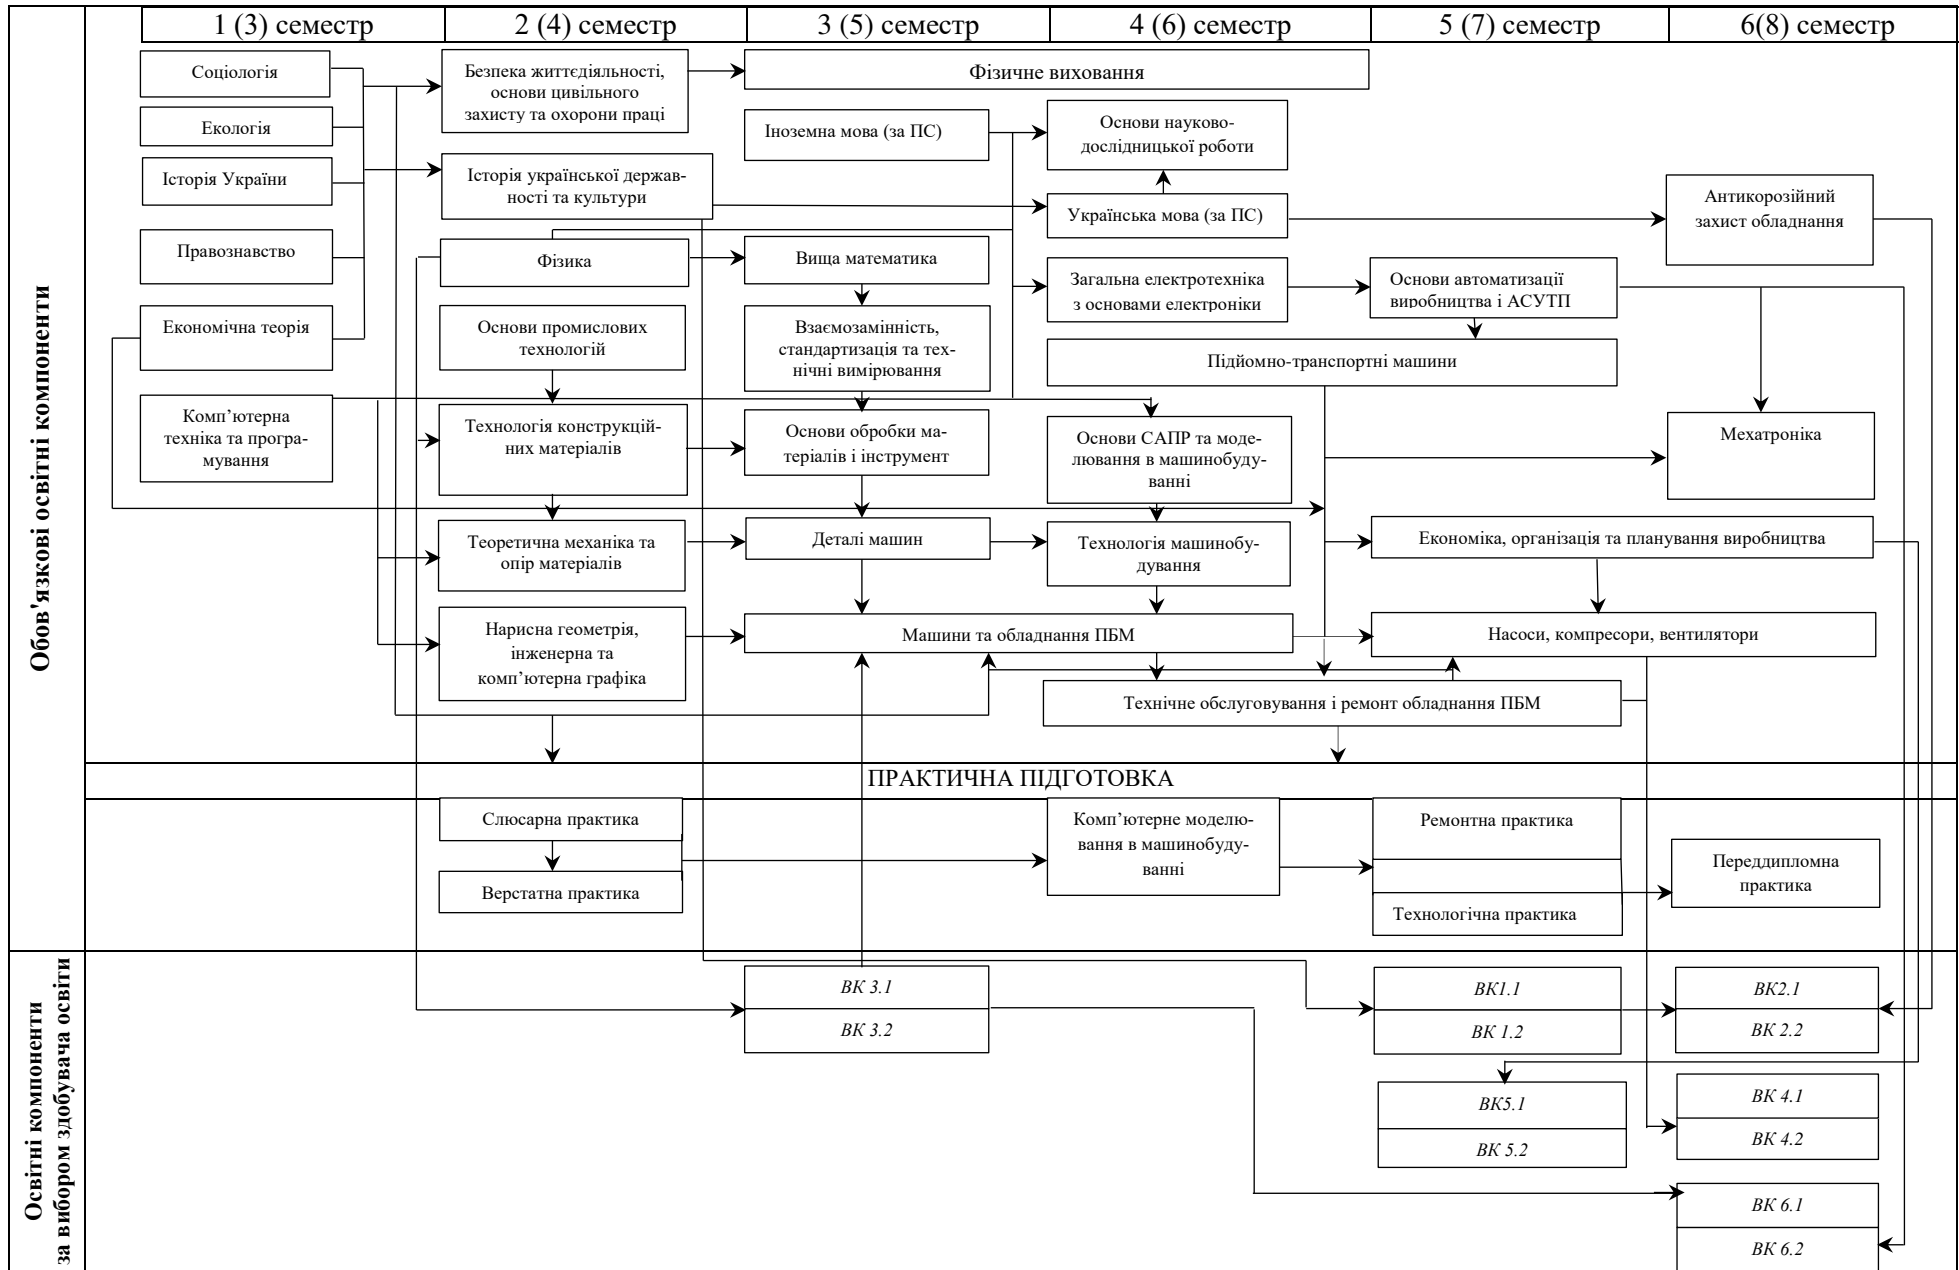 1 (3) семестр
2 (4) семестр
3 (5) семестр
4 (6) семестр
5 (7) семестр
6(8) семестр
Обов'язкові освітні компоненти
Соціологія
Екологія
Історія України
Правознавство
Економічна теорія
Комп’ютерна
техніка та програ-
мування
Безпека життєдіяльності,
основи цивільного
захисту та охорони праці
Історія української держав-
ності та культури
Фізика
Основи промислових
технологій
Технологія конструкцій-
них матеріалів
Теоретична механіка та
опір матеріалів
Нарисна геометрія,
інженерна та
комп’ютерна графіка
Фізичне виховання
Іноземна мова (за ПС)
Вища математика
Взаємозамінність,
стандартизація та тех-
нічні вимірювання
Основи обробки ма-
теріалів і інструмент
Деталі машин
Машини та обладнання ПБМ
Основи науково-
дослідницької роботи
Українська мова (за ПС)
Загальна електротехніка
з основами електроніки
Підйомно-транспортні машини
Основи САПР та моде-
лювання в машинобуду-
ванні
Технологія машинобу-
дування
Технічне обслуговування і ремонт обладнання ПБМ
Основи автоматизації
виробництва і АСУТП
Економіка, організація та планування виробництва
Насоси, компресори, вентилятори
Антикорозійний
захист обладнання
Мехатроніка
ПРАКТИЧНА ПІДГОТОВКА
Слюсарна практика
Верстатна практика
Комп’ютерне моделю-
вання в машинобуду-
ванні
Ремонтна практика
Технологічна практика
Переддипломна
практика
Освітні компоненти
за вибором здобувача освіти
ВК 3.1
ВК 3.2
ВК1.1
ВК 1.2
ВК2.1
ВК 2.2
ВК5.1
ВК 5.2
ВК 4.1
ВК 4.2
ВК 6.1
ВК 6.2